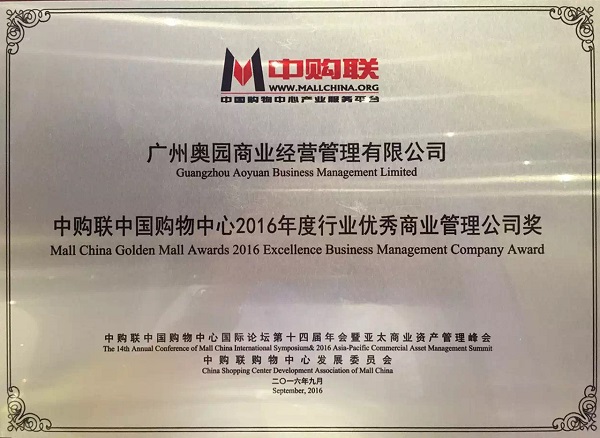 中购联
WWW.MALLCHINA.ORG
中国购物中心产业服务平台
广州奥园商业经营管理有限公司
Guangzhou Aoyuan Business Management Limited
中购联中国购物中心2016年度行业优秀商业管理公司奖
Mall China Golden Mall Awards 2016 Excellence Business Management Company Award
中购联中国购物中心国际论坛第十四届年会暨亚太商业资产管理峰会
The 14th Annual Conference of Mall China International Symposium& 2016 Asia-Pacific Commercial Asset Management Summit
中购联购物中心发展委员会
China Shopping Center Development Association of Mall China
二〇一六年九月
September, 2016